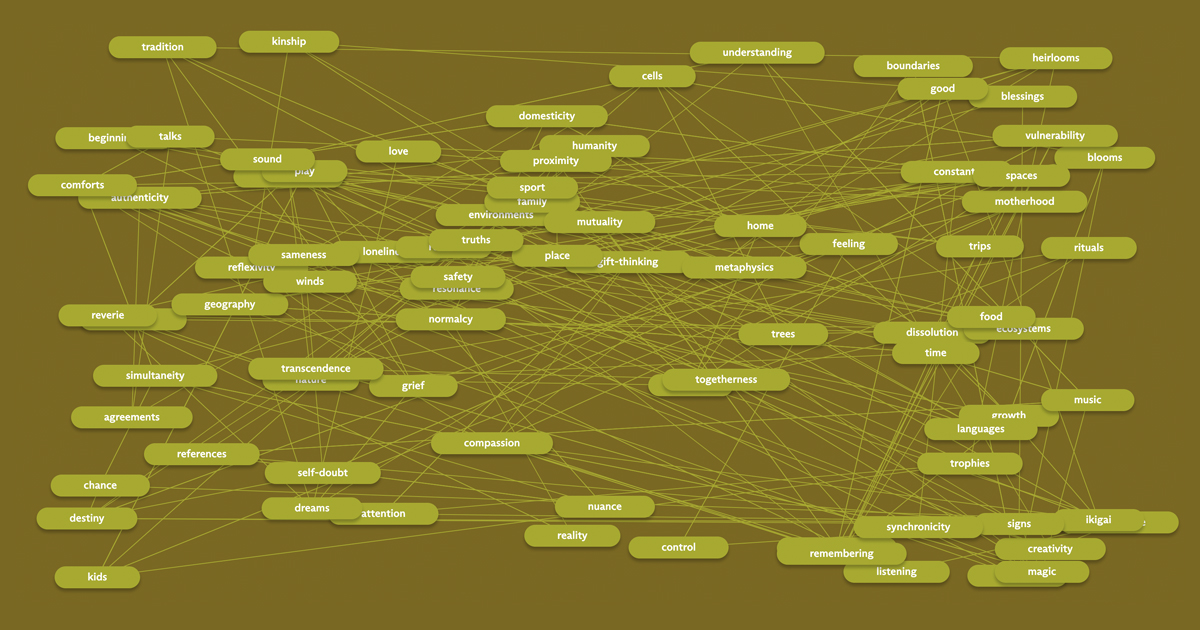 kinship
tradition
understanding
heirlooms
boundaries
cells
good
blessings
domesticity
talks
vulnerability
humanity
love
blooms
sound
proximity
play
constant
spaces
comforts
sport
authenticity
family
motherhood
environments
mutuality
home
truths
feeling
trips
rituals
sameness
place
gift-thinking
reflexivity
metaphysics
safety
winds
resonance
geography
reverie
normalcy
food
ecosystems
dissolution
trees
time
transcendence
simultaneity
nature
togetherness
grief
music
agreements
growth
languages
compassion
references
trophies
self-doubt
chance
nuance
dreams
attention
destiny
ikigai
signs
synchronicity
reality
control
creativity
remembering
listening
magic
kids